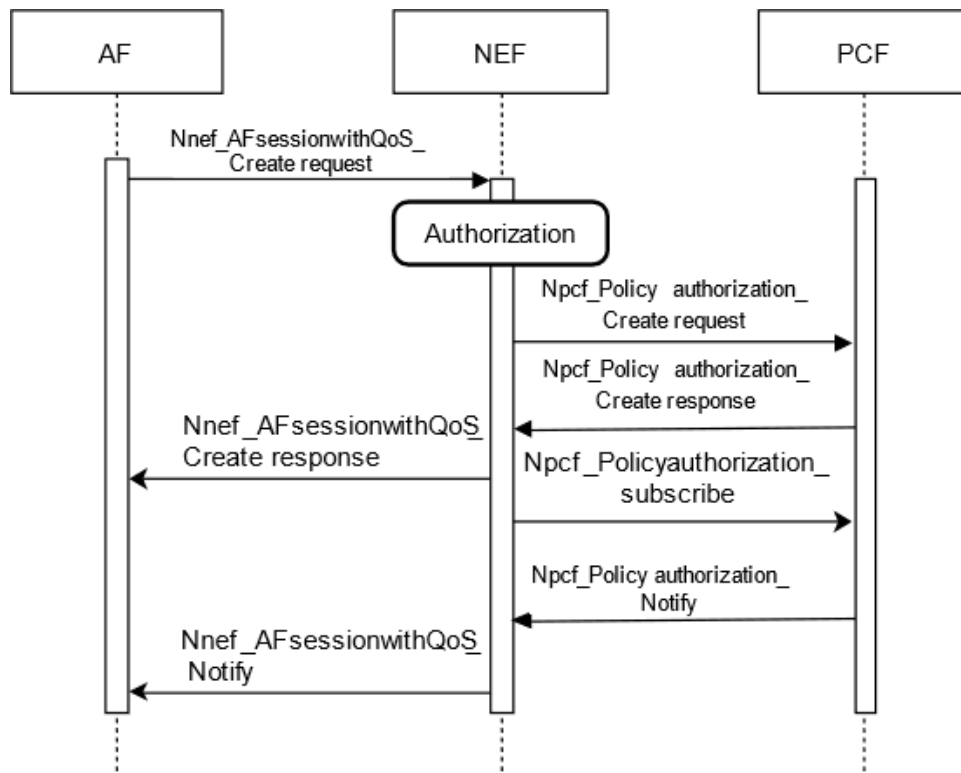 AF
NEF
PCF
Nnef_AFsessionwithQoS_
Create request
Authorization
Npcf_Policy authorization_
Create request
Npcf_Policy authorization_
Create response
Nnef_AFsessionwithQoS_
Create response
Npcf_Policyauthorization_
subscribe
Npcf_Policy authorization_
Notify
Nnef_AFsessionwithQoS_
Notify